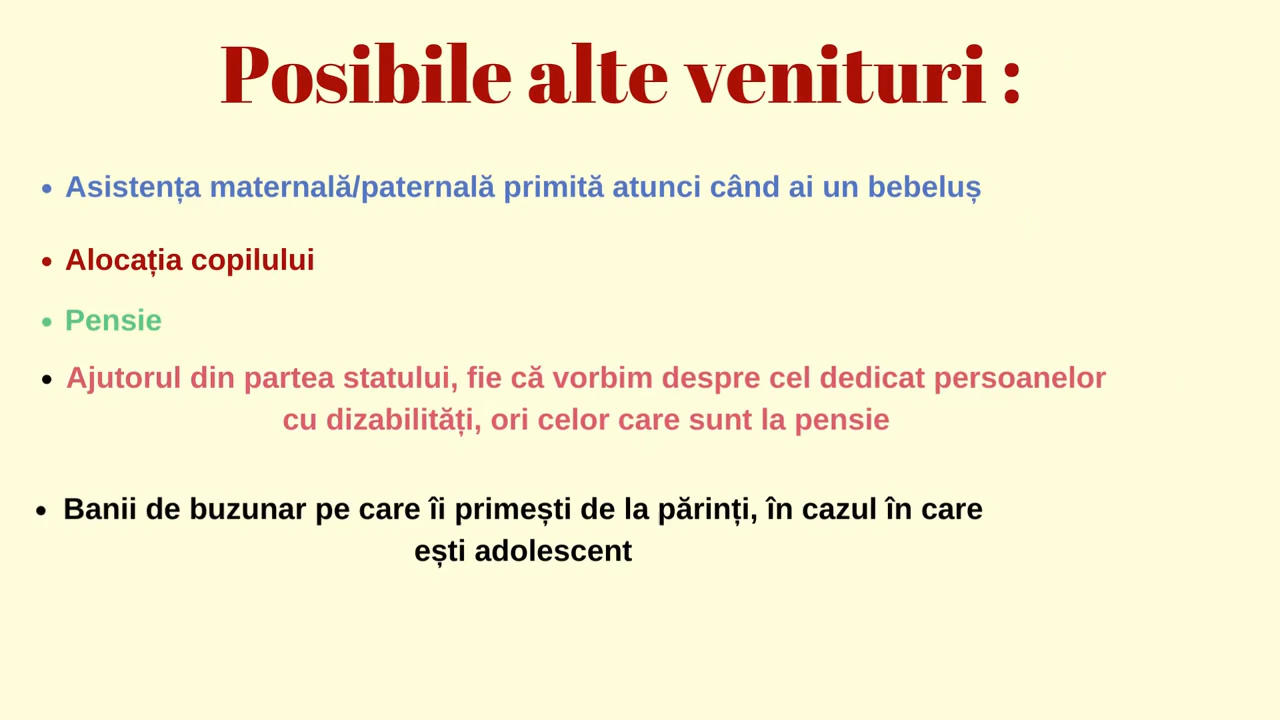 Posibile alte venituri :
• Asistența maternală/paternală primită atunci când ai un bebeluș
• Alocația copilului
• Pensie
• Ajutorul din partea statului, fie că vorbim despre cel dedicat persoanelor
cu dizabilități, ori celor care sunt la pensie
• Banii de buzunar pe care îi primești de la părinți, în cazul în care
ești adolescent